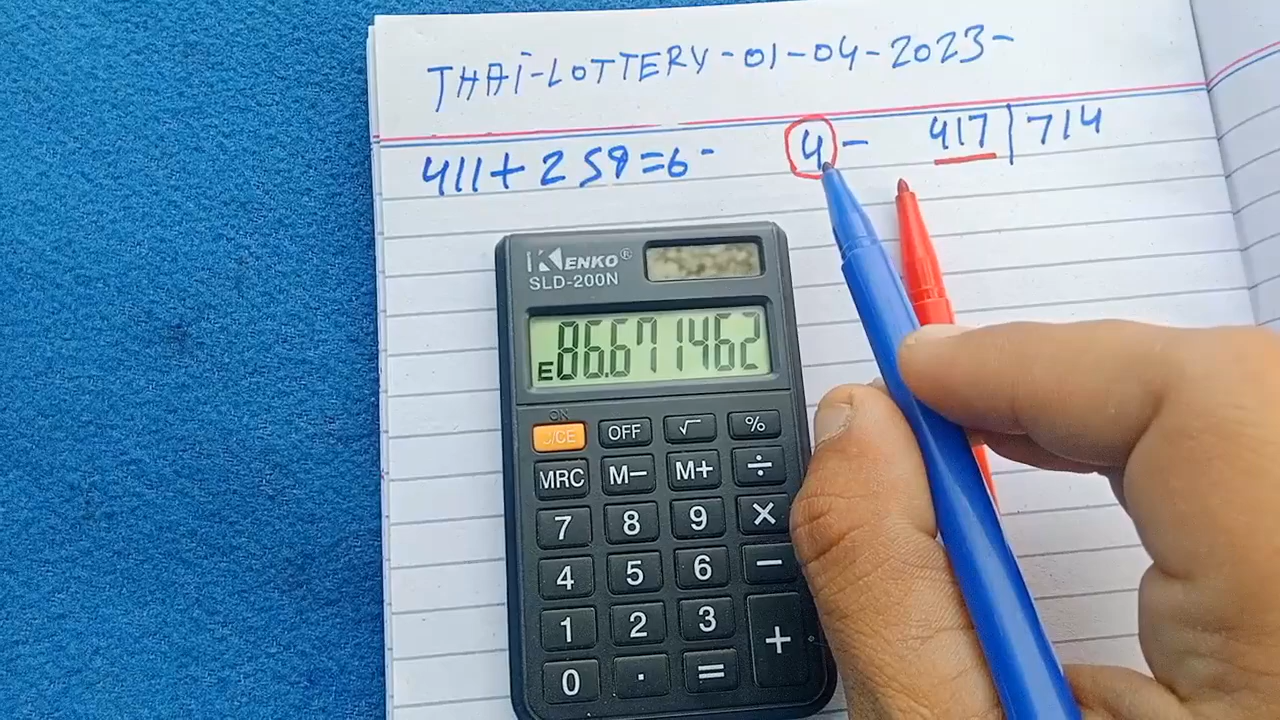 THAI-LOTTERY-01-04-2023-
411+258=6- 4- 417|714
KENKO®
SLD-200N
E86.671462
ON
/CE OFF √ %
MRC M− M+ ÷
7 8 9 ×
4 5 6 −
1 2 3 +
0 . =